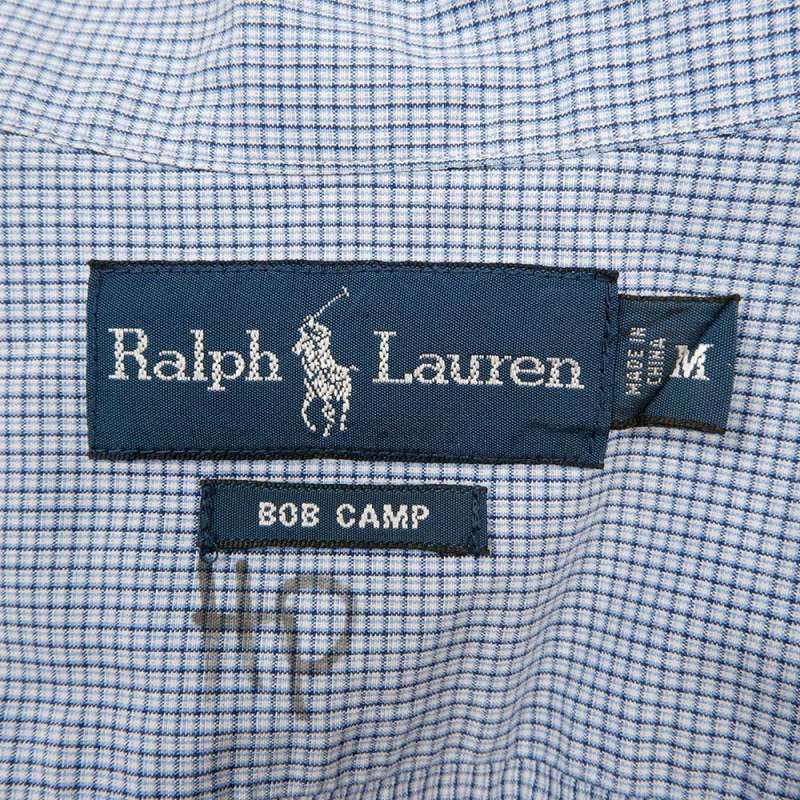 Ralph Lauren
MADE IN
CHINA
M
BOB CAMP
HP